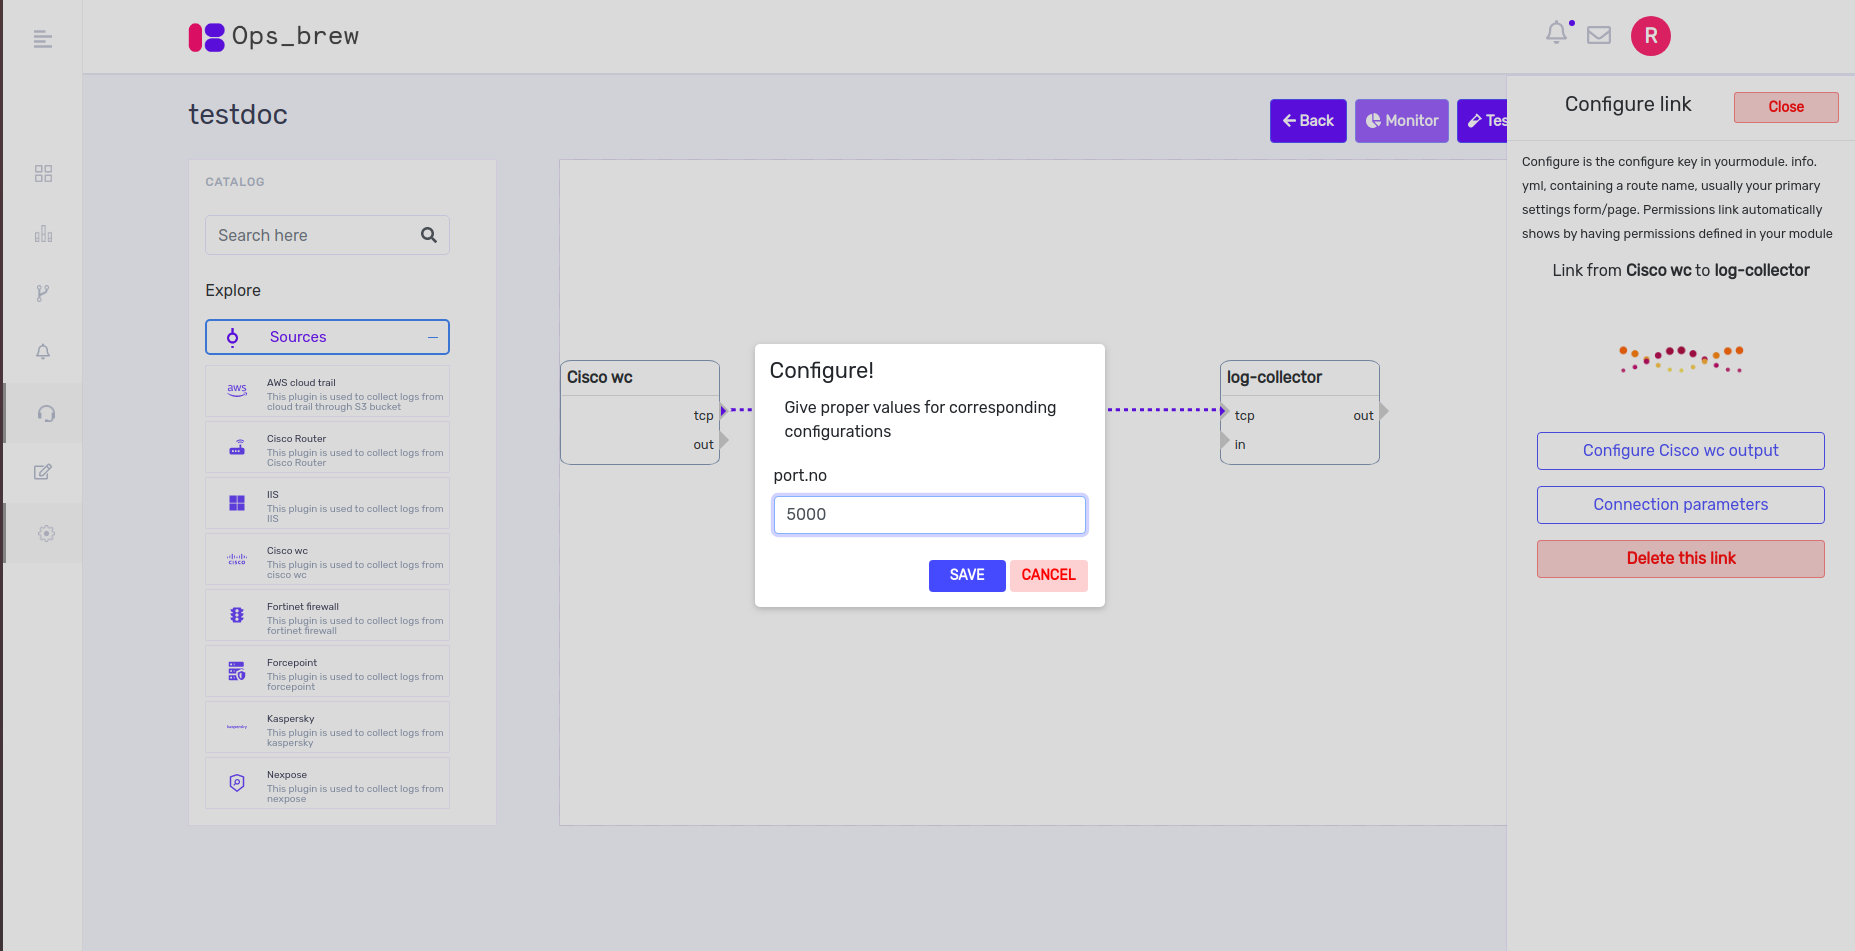 Ops_brew
R
testdoc
Back
Monitor
Tes
CATALOG
Search here
Explore
Sources
aws
AWS cloud trail
This plugin is used to collect logs from
cloud trail through S3 bucket
Cisco Router
This plugin is used to collect logs from
Cisco Router
IIS
This plugin is used to collect logs from
IIS
CISCO
Cisco wc
This plugin is used to collect logs from
cisco wc
Fortinet firewall
This plugin is used to collect logs from
fortinet firewall
Forcepoint
This plugin is used to collect logs from
forcepoint
kaspersky
Kaspersky
This plugin is used to collect logs from
kaspersky
Nexpose
This plugin is used to collect logs from
nexpose
Cisco wc
tcp
out
Configure!
Give proper values for corresponding
configurations
port.no
5000
SAVE
CANCEL
log-collector
tcp
out
in
Configure link
Close
Configure is the configure key in yourmodule. info.
yml, containing a route name, usually your primary
settings form/page. Permissions link automatically
shows by having permissions defined in your module
Link from Cisco wc to log-collector
Configure Cisco wc output
Connection parameters
Delete this link